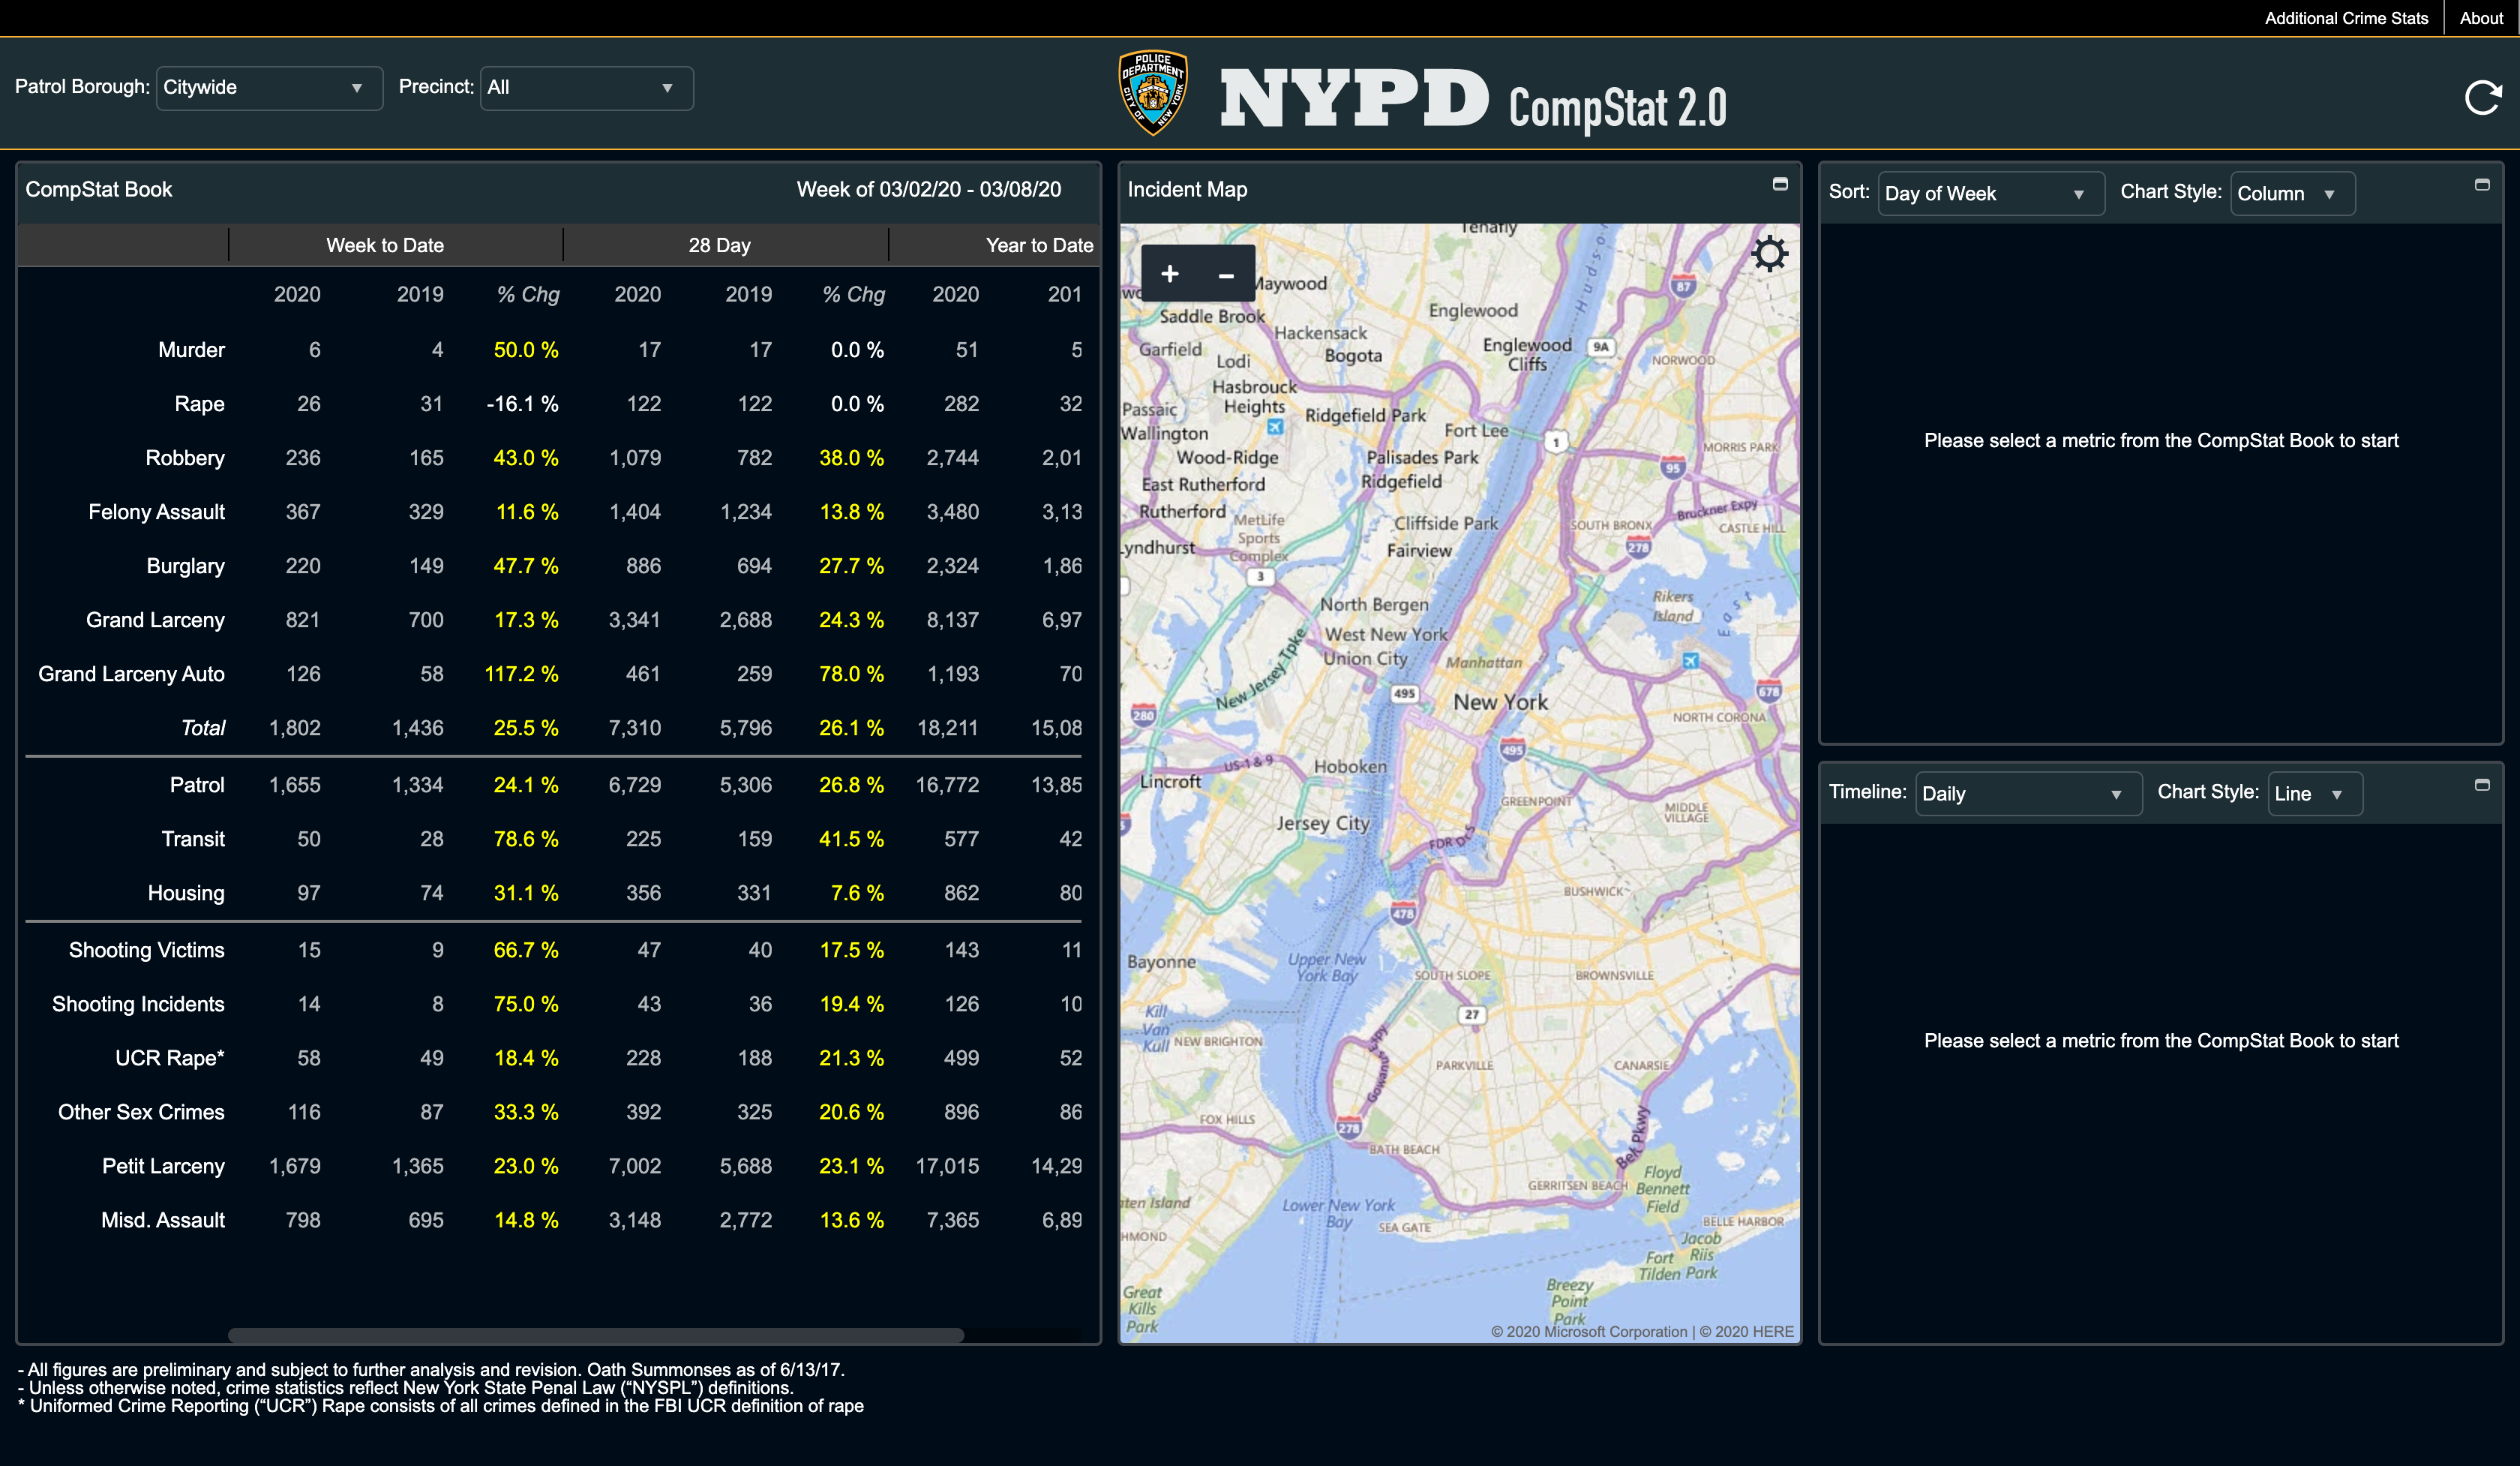 Additional Crime Stats About
Patrol Borough: Citywide Precinct: All
POLICE DEPARTMENT CITY OF NEW YORK
NYPD CompStat 2.0
CompStat Book Week of 03/02/20 - 03/08/20
Week to Date 28 Day Year to Date
2020 2019 % Chg 2020 2019 % Chg 2020 201
Murder 6 4 50.0 % 17 17 0.0 % 51 5
Rape 26 31 -16.1 % 122 122 0.0 % 282 32
Robbery 236 165 43.0 % 1,079 782 38.0 % 2,744 2,01
Felony Assault 367 329 11.6 % 1,404 1,234 13.8 % 3,480 3,13
Burglary 220 149 47.7 % 886 694 27.7 % 2,324 1,86
Grand Larceny 821 700 17.3 % 3,341 2,688 24.3 % 8,137 6,97
Grand Larceny Auto 126 58 117.2 % 461 259 78.0 % 1,193 70
Total 1,802 1,436 25.5 % 7,310 5,796 26.1 % 18,211 15,08
Patrol 1,655 1,334 24.1 % 6,729 5,306 26.8 % 16,772 13,85
Transit 50 28 78.6 % 225 159 41.5 % 577 42
Housing 97 74 31.1 % 356 331 7.6 % 862 80
Shooting Victims 15 9 66.7 % 47 40 17.5 % 143 11
Shooting Incidents 14 8 75.0 % 43 36 19.4 % 126 10
UCR Rape* 58 49 18.4 % 228 188 21.3 % 499 52
Other Sex Crimes 116 87 33.3 % 392 325 20.6 % 896 86
Petit Larceny 1,679 1,365 23.0 % 7,002 5,688 23.1 % 17,015 14,29
Misd. Assault 798 695 14.8 % 3,148 2,772 13.6 % 7,365 6,89
Incident Map
+ –
Tenafly
Hudson
87
Maywood
Saddle Brook
Englewood
Hackensack
Garfield
Lodi
Bogota
Englewood
Cliffs
9A
NORWOOD
Hasbrouck
Heights
Passaic
Ridgefield Park
Wallington
Fort Lee
1
MORRIS PARK
Wood-Ridge
Palisades Park
95
East Rutherford
Ridgefield
Rutherford
MetLife
Sports
Complex
Cliffside Park
SOUTH BRONX
Bruckner Expy
CASTLE HILL
Lyndhurst
Fairview
278
3
North Bergen
Rikers
Island
East
West New York
Union City
Manhattan
New Jersey Tpke
495
New York
678
280
NORTH CORONA
495
US-1 & 9
Hoboken
Lincroft
GREENPOINT
MIDDLE
VILLAGE
Jersey City
FDR Dr S
BUSHWICK
478
Bayonne
Upper New
York Bay
SOUTH SLOPE
BROWNSVILLE
Kill
Van
Kull
NEW BRIGHTON
27
Gowanus Expy
PARKVILLE
CANARSIE
FOX HILLS
278
BATH BEACH
Belt Pkwy
Floyd
Bennett
Field
GERRITSEN BEACH
aten Island
Lower New York
Bay
SEA GATE
BELLE HARBOR
HMOND
Jacob
Riis
Park
Fort
Tilden
Breezy
Point
Park
Great
Kills
Park
© 2020 Microsoft Corporation | © 2020 HERE
Sort: Day of Week Chart Style: Column
Please select a metric from the CompStat Book to start
Timeline: Daily Chart Style: Line
Please select a metric from the CompStat Book to start
- All figures are preliminary and subject to further analysis and revision. Oath Summonses as of 6/13/17.
- Unless otherwise noted, crime statistics reflect New York State Penal Law (“NYSPL”) definitions.
* Uniformed Crime Reporting (“UCR”) Rape consists of all crimes defined in the FBI UCR definition of rape